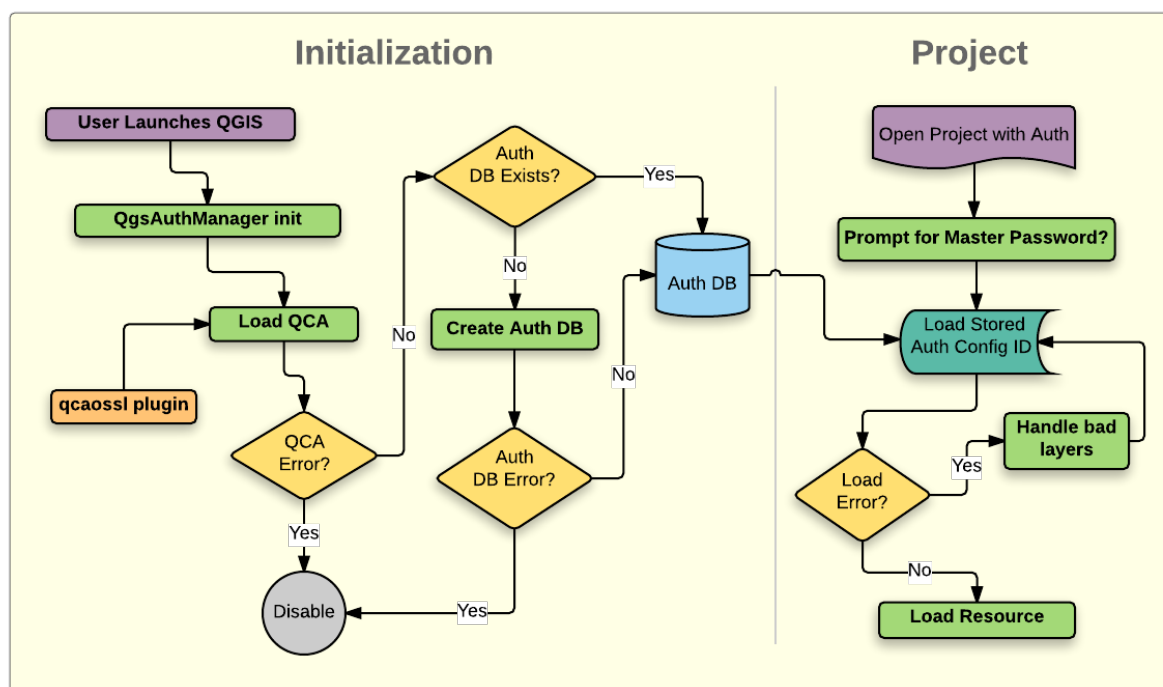 Initialization
Project
User Launches QGIS
QgsAuthManager init
Load QCA
qcaossl plugin
QCA
Error?
Yes
Disable
No
Auth
DB Exists?
Yes
No
Create Auth DB
Auth
DB Error?
Yes
No
Auth DB
Open Project with Auth
Prompt for Master Password?
Load Stored
Auth Config ID
Load
Error?
Yes
Handle bad
layers
No
Load Resource